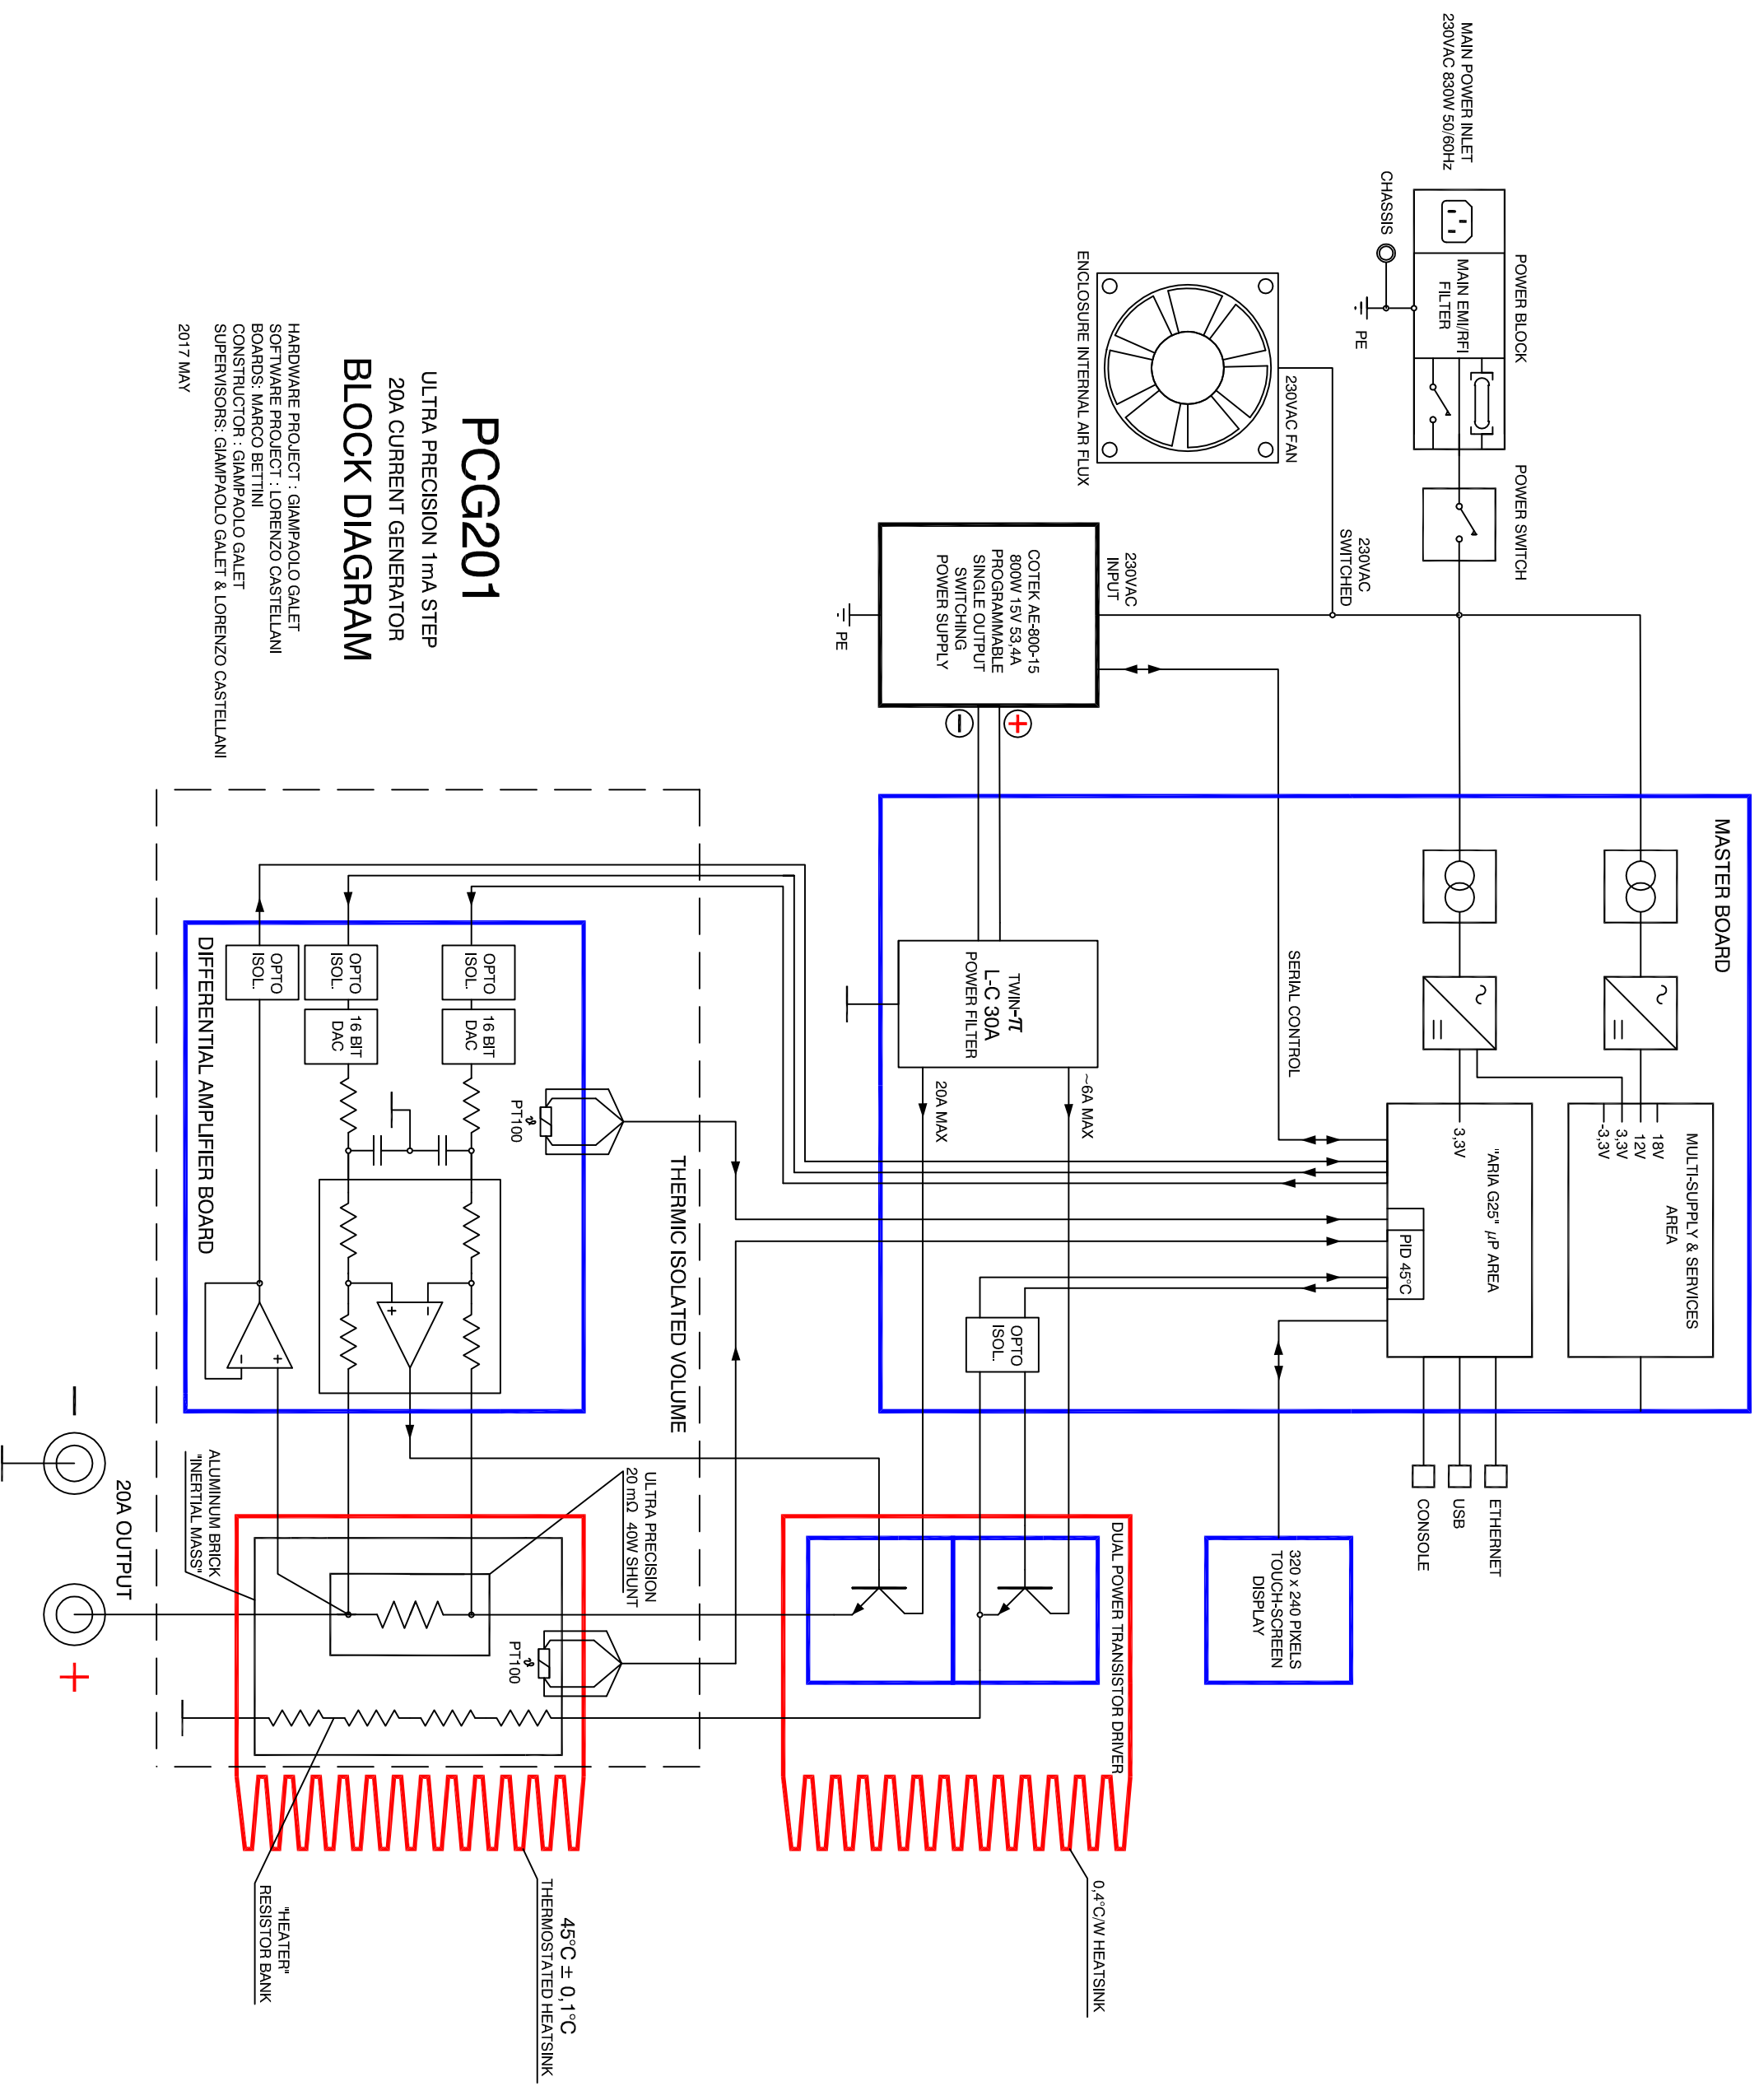 MAIN POWER INLET
230VAC 830W 50/60Hz
POWER BLOCK
MAIN EMI/RFI
FILTER
CHASSIS
PE
POWER SWITCH
230VAC
SWITCHED
230VAC FAN
ENCLOSURE INTERNAL AIR FLUX
230VAC
INPUT
COTEK AE-800-15
800W 15V 53,4A
PROGRAMMABLE
SINGLE OUTPUT
SWITCHING
POWER SUPPLY
PE
+
−
MASTER BOARD
MULTI-SUPPLY & SERVICES
AREA
18V
12V
3,3V
-3,3V
"ARIA G25" µP AREA
3,3V
PID 45°C
SERIAL CONTROL
TWIN-π
L-C 30A
POWER FILTER
~6A MAX
20A MAX
OPTO
ISOL.
ETHERNET
USB
CONSOLE
320 x 240 PIXELS
TOUCH-SCREEN
DISPLAY
DUAL POWER TRANSISTOR DRIVER
0,4°C/W HEATSINK
THERMIC ISOLATED VOLUME
PT100
ϑ
OPTO
ISOL.
16 BIT
DAC
OPTO
ISOL.
16 BIT
DAC
OPTO
ISOL.
−
+
+
−
DIFFERENTIAL AMPLIFIER BOARD
ULTRA PRECISION
20 mΩ 40W SHUNT
PT100
ϑ
ALUMINUM BRICK
"INERTIAL MASS"
45°C ± 0,1°C
THERMOSTATED HEATSINK
"HEATER"
RESISTOR BANK
20A OUTPUT
−
+
PCG201
ULTRA PRECISION 1mA STEP
20A CURRENT GENERATOR
BLOCK DIAGRAM
HARDWARE PROJECT : GIAMPAOLO GALET
SOFTWARE PROJECT : LORENZO CASTELLANI
BOARDS: MARCO BETTINI
CONSTRUCTOR : GIAMPAOLO GALET
SUPERVISORS: GIAMPAOLO GALET & LORENZO CASTELLANI
2017 MAY